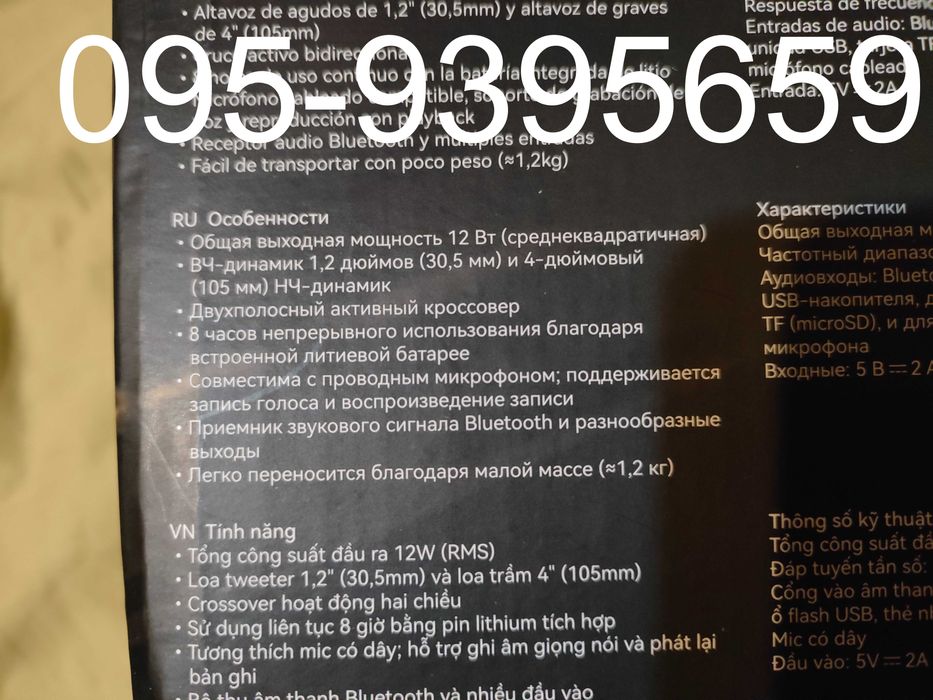 • Altavoz de agudos de 1,2" (30,5mm) y altavoz de graves
de 4" (105mm)
095-9395659
• Receptor audio Bluetooth y múltiples entradas
• Fácil de transportar con poco peso (≈1,2kg)
RU Особенности
• Общая выходная мощность 12 Вт (среднеквадратичная)
• ВЧ-динамик 1,2 дюймов (30,5 мм) и 4-дюймовый
(105 мм) НЧ-динамик
• Двухполосный активный кроссовер
• 8 часов непрерывного использования благодаря
встроенной литиевой батарее
• Совместима с проводным микрофоном; поддерживается
запись голоса и воспроизведение записи
• Приемник звукового сигнала Bluetooth и разнообразные
выходы
• Легко переносится благодаря малой массе (≈1,2 кг)
VN Tính năng
• Tổng công suất đầu ra 12W (RMS)
• Loa tweeter 1,2" (30,5mm) và loa trầm 4" (105mm)
• Crossover hoạt động hai chiều
• Sử dụng liên tục 8 giờ bằng pin lithium tích hợp
• Tương thích mic có dây; hỗ trợ ghi âm giọng nói và phát lại
bản ghi
• Bộ thu âm thanh Bluetooth và nhiều đầu vào
Respuesta de
Entradas de audio:
Характеристики
Общая выходная
Частотный
Аудиовходы:
USB-накопителя,
TF (microSD), и для
микрофона
Входные: 5 В ⎓ 2
Thông số kỹ thuật
Tổng công suất
Đáp tuyến tần số:
Cổng vào âm
ổ flash USB, thẻ
Mic có dây
Đầu vào: 5V ⎓ 2A